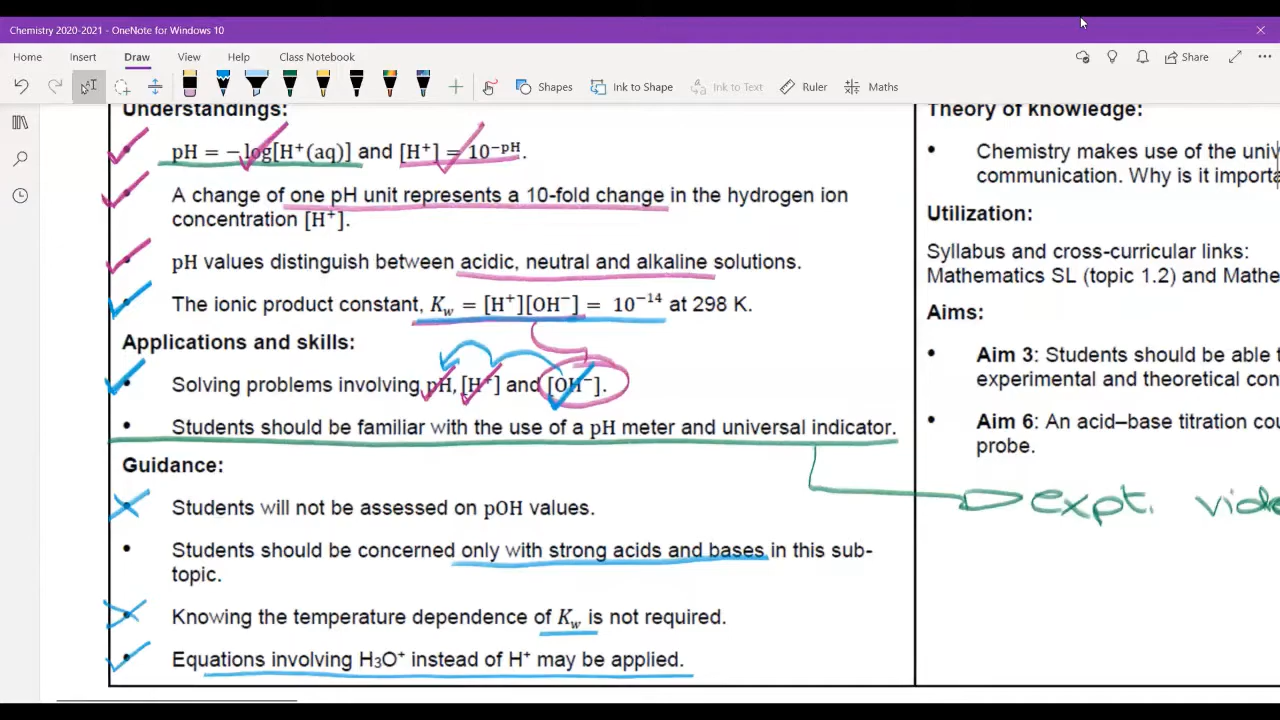 Chemistry 2020-2021 - OneNote for Windows 10
Home Insert Draw View Help Class Notebook Share
Shapes Ink to Shape Ink to Text Ruler Maths
Understandings:
• pH = −log[H⁺(aq)] and [H⁺] = 10⁻ᵖᴴ.
• A change of one pH unit represents a 10-fold change in the hydrogen ion
concentration [H⁺].
• pH values distinguish between acidic, neutral and alkaline solutions.
• The ionic product constant, Kw = [H⁺][OH⁻] = 10⁻¹⁴ at 298 K.
Applications and skills:
• Solving problems involving pH, [H⁺] and [OH⁻].
• Students should be familiar with the use of a pH meter and universal indicator.
Guidance:
• Students will not be assessed on pOH values.
• Students should be concerned only with strong acids and bases in this sub-
topic.
• Knowing the temperature dependence of Kw is not required.
• Equations involving H₃O⁺ instead of H⁺ may be applied.
Theory of knowledge:
• Chemistry makes use of the univ
communication. Why is it importa
Utilization:
Syllabus and cross-curricular links:
Mathematics SL (topic 1.2) and Mathe
Aims:
• Aim 3: Students should be able t
experimental and theoretical con
• Aim 6: An acid–base titration cou
probe.
expt. vide